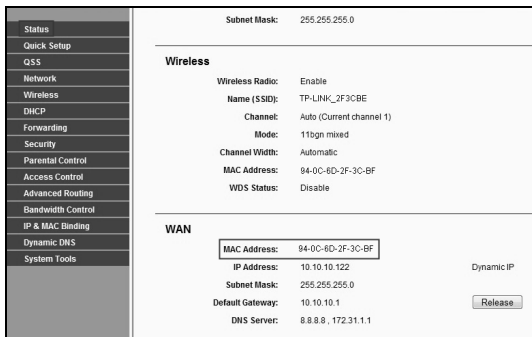 Subnet Mask: 255.255.255.0
Status
Quick Setup
QSS
Network
Wireless
DHCP
Forwarding
Security
Parental Control
Access Control
Advanced Routing
Bandwidth Control
IP & MAC Binding
Dynamic DNS
System Tools
Wireless
Wireless Radio: Enable
Name (SSID): TP-LINK_2F3CBE
Channel: Auto (Current channel 1)
Mode: 11bgn mixed
Channel Width: Automatic
MAC Address: 94-0C-6D-2F-3C-BF
WDS Status: Disable
WAN
MAC Address: 94-0C-6D-2F-3C-BF
IP Address: 10.10.10.122 Dynamic IP
Subnet Mask: 255.255.255.0
Default Gateway: 10.10.10.1 Release
DNS Server: 8.8.8.8 , 172.31.1.1